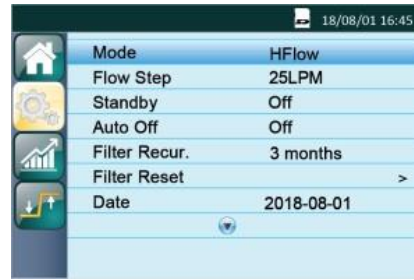 18/08/01 16:45
Mode HFlow
Flow Step 25LPM
Standby Off
Auto Off Off
Filter Recur. 3 months
Filter Reset >
Date 2018-08-01